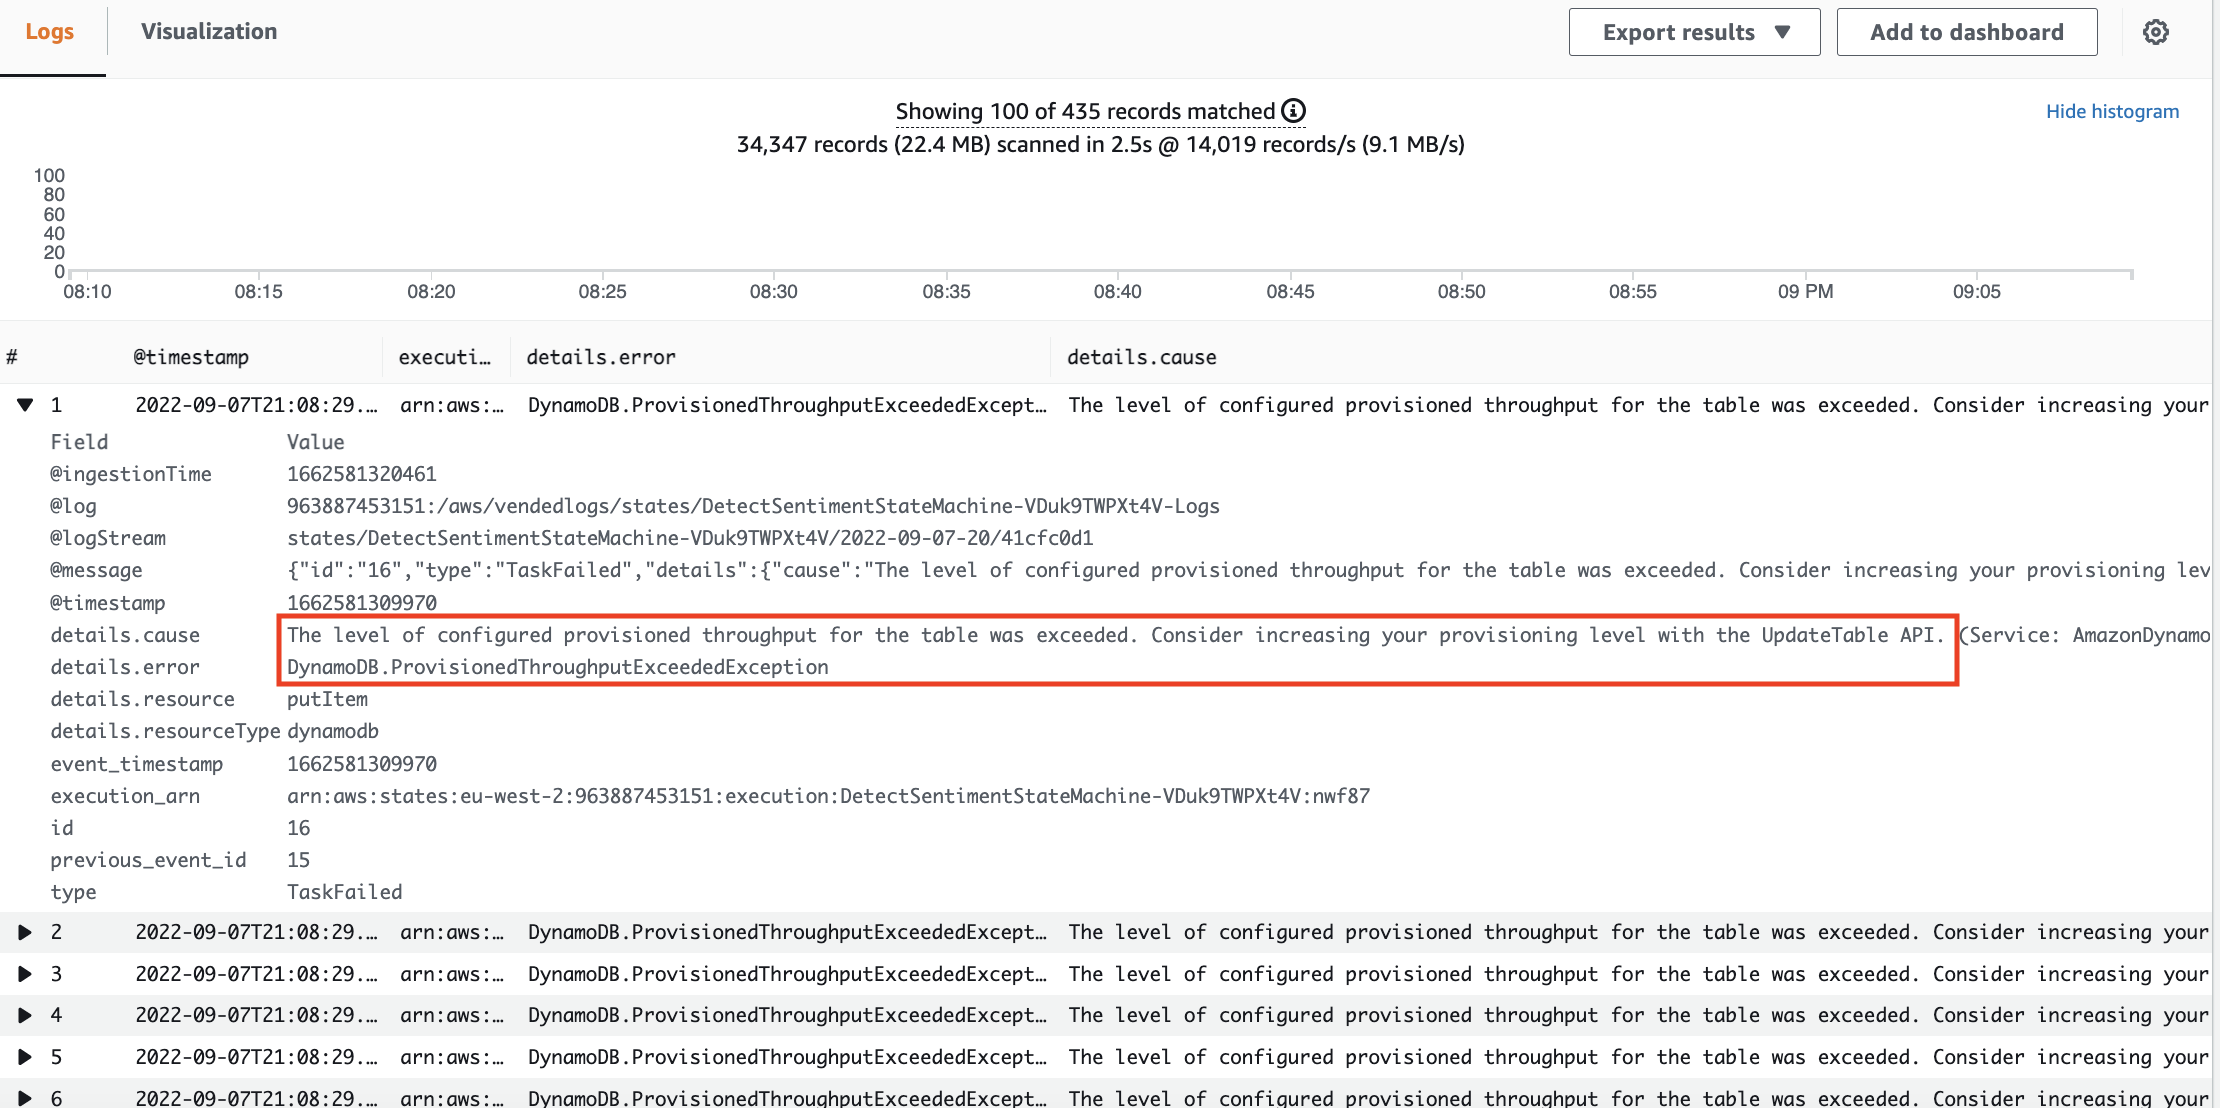 Logs Visualization Export results ▼ Add to dashboard
Showing 100 of 435 records matched
Hide histogram
34,347 records (22.4 MB) scanned in 2.5s @ 14,019 records/s (9.1 MB/s)
100
80
60
40
20
0
08:10 08:15 08:20 08:25 08:30 08:35 08:40 08:45 08:50 08:55 09 PM 09:05
# @timestamp executi… details.error details.cause
▼ 1 2022-09-07T21:08:29.… arn:aws:… DynamoDB.ProvisionedThroughputExceededExcept… The level of configured provisioned throughput for the table was exceeded. Consider increasing your
Field Value
@ingestionTime 1662581320461
@log 963887453151:/aws/vendedlogs/states/DetectSentimentStateMachine-VDuk9TWPXt4V-Logs
@logStream states/DetectSentimentStateMachine-VDuk9TWPXt4V/2022-09-07-20/41cfc0d1
@message {"id":"16","type":"TaskFailed","details":{"cause":"The level of configured provisioned throughput for the table was exceeded. Consider increasing your provisioning lev
@timestamp 1662581309970
details.cause The level of configured provisioned throughput for the table was exceeded. Consider increasing your provisioning level with the UpdateTable API. (Service: AmazonDynamo
details.error DynamoDB.ProvisionedThroughputExceededException
details.resource putItem
details.resourceType dynamodb
event_timestamp 1662581309970
execution_arn arn:aws:states:eu-west-2:963887453151:execution:DetectSentimentStateMachine-VDuk9TWPXt4V:nwf87
id 16
previous_event_id 15
type TaskFailed
▶ 2 2022-09-07T21:08:29.… arn:aws:… DynamoDB.ProvisionedThroughputExceededExcept… The level of configured provisioned throughput for the table was exceeded. Consider increasing your
▶ 3 2022-09-07T21:08:29.… arn:aws:… DynamoDB.ProvisionedThroughputExceededExcept… The level of configured provisioned throughput for the table was exceeded. Consider increasing your
▶ 4 2022-09-07T21:08:29.… arn:aws:… DynamoDB.ProvisionedThroughputExceededExcept… The level of configured provisioned throughput for the table was exceeded. Consider increasing your
▶ 5 2022-09-07T21:08:29.… arn:aws:… DynamoDB.ProvisionedThroughputExceededExcept… The level of configured provisioned throughput for the table was exceeded. Consider increasing your
▶ 6 2022-09-07T21:08:29.… arn:aws:… DynamoDB.ProvisionedThroughputExceededExcept… The level of configured provisioned throughput for the table was exceeded. Consider increasing your